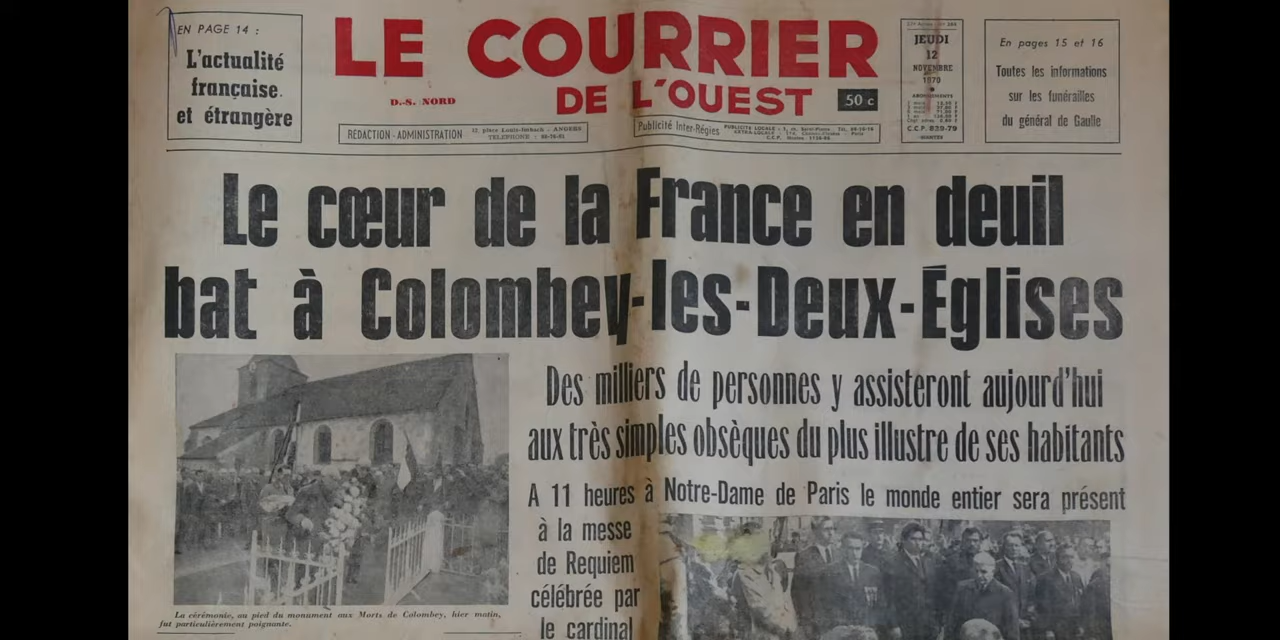 EN PAGE 14 :
L'actualité
française
et étrangère
LE COURRIER
DE L'OUEST
D.-S. NORD
50 c
RÉDACTION - ADMINISTRATION
TELEPHONE :
Publicité Inter-Régies
JEUDI
12
NOVEMBRE
1970
ABONNEMENTS
C.C.P. 829-79
NANTES
En pages 15 et 16
Toutes les informations
sur les funérailles
du général de Gaulle
Le cœur de la France en deuil
bat à Colombey-les-Deux-Églises
Des milliers de personnes y assisteront aujourd'hui
aux très simples obsèques du plus illustre de ses habitants
A 11 heures à Notre-Dame de Paris le monde entier sera présent
à la messe
de Requiem
célébrée par
le cardinal
La cérémonie, au pied du monument aux Morts de Colombey, hier matin,
fut particulièrement poignante.